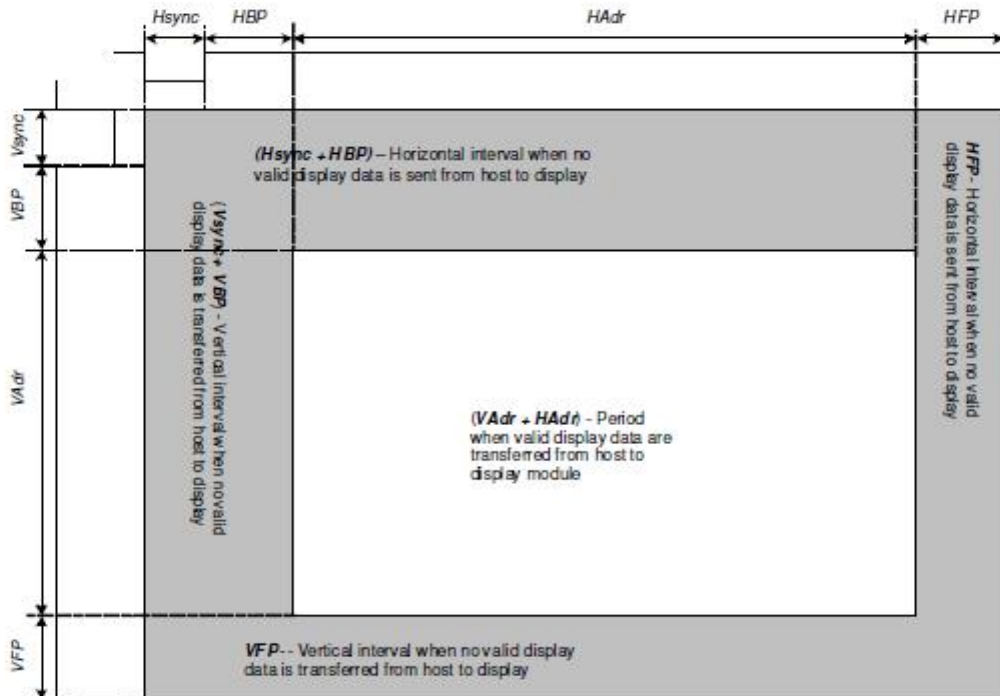 Hsync HBP HAdr HFP
Vsync
VBP
VAdr
VFP
(Hsync + HBP) – Horizontal interval when no
valid display data is sent from host to display
(Vsync + VBP) - Vertical interval when no valid
display data is transferred from host to display
HFP - Horizontal interval when no valid
display data is sent from host to display
(VAdr + HAdr) - Period
when valid display data are
transferred from host to
display module
VFP-- Vertical interval when no valid display
data is transferred from host to display